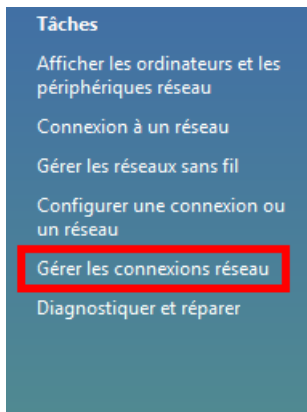 Tâches
Afficher les ordinateurs et les
périphériques réseau
Connexion à un réseau
Gérer les réseaux sans fil
Configurer une connexion ou
un réseau
Gérer les connexions réseau
Diagnostiquer et réparer